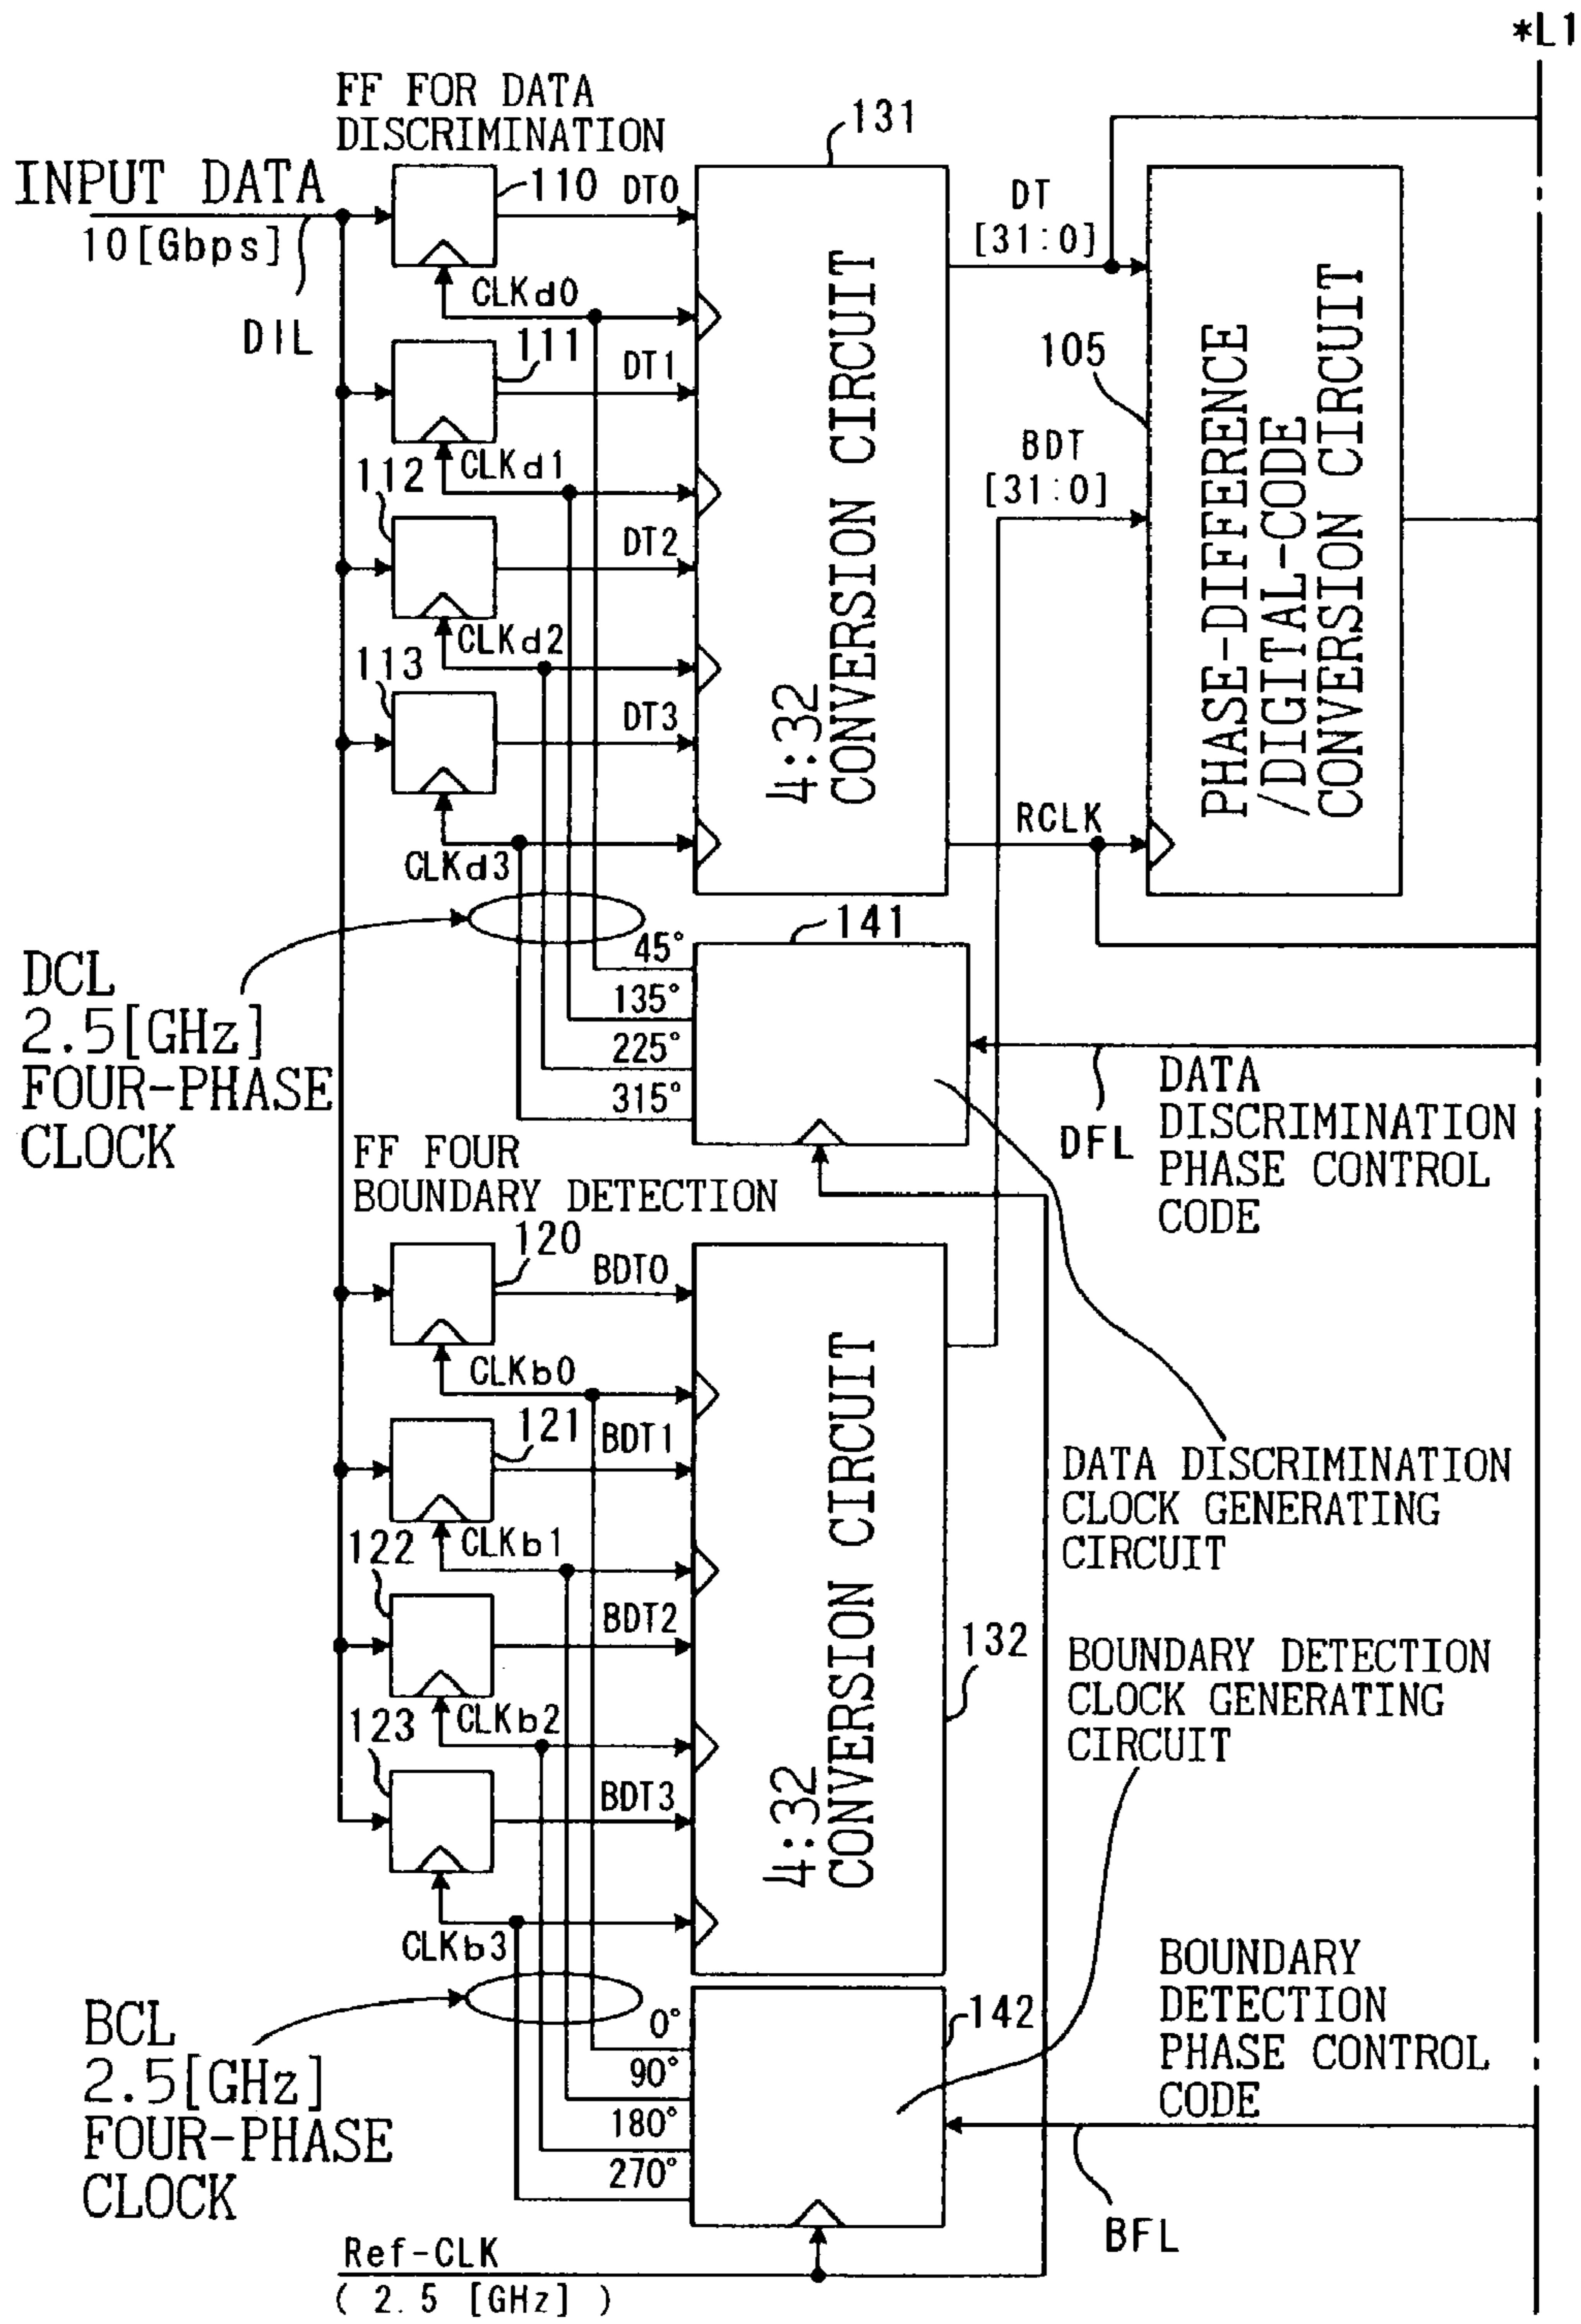 *L1
FF FOR DATA
DISCRIMINATION
131
INPUT DATA
10[Gbps]
DIL
110
DT0
CLKd0
111
DT1
CLKd1
112
DT2
CLKd2
113
DT3
CLKd3
4:32
CONVERSION CIRCUIT
DT
[31:0]
105
BDT
[31:0]
RCLK
PHASE-DIFFERENCE
/DIGITAL-CODE
CONVERSION CIRCUIT
DCL
2.5[GHz]
FOUR-PHASE
CLOCK
141
45°
135°
225°
315°
DFL
DATA
DISCRIMINATION
PHASE CONTROL
CODE
FF FOUR
BOUNDARY DETECTION
120
BDT0
CLKb0
121
BDT1
CLKb1
122
BDT2
CLKb2
123
BDT3
CLKb3
4:32
CONVERSION CIRCUIT
132
DATA DISCRIMINATION
CLOCK GENERATING
CIRCUIT
BOUNDARY DETECTION
CLOCK GENERATING
CIRCUIT
BCL
2.5[GHz]
FOUR-PHASE
CLOCK
142
0°
90°
180°
270°
BOUNDARY
DETECTION
PHASE CONTROL
CODE
BFL
Ref-CLK
( 2.5 [GHz] )